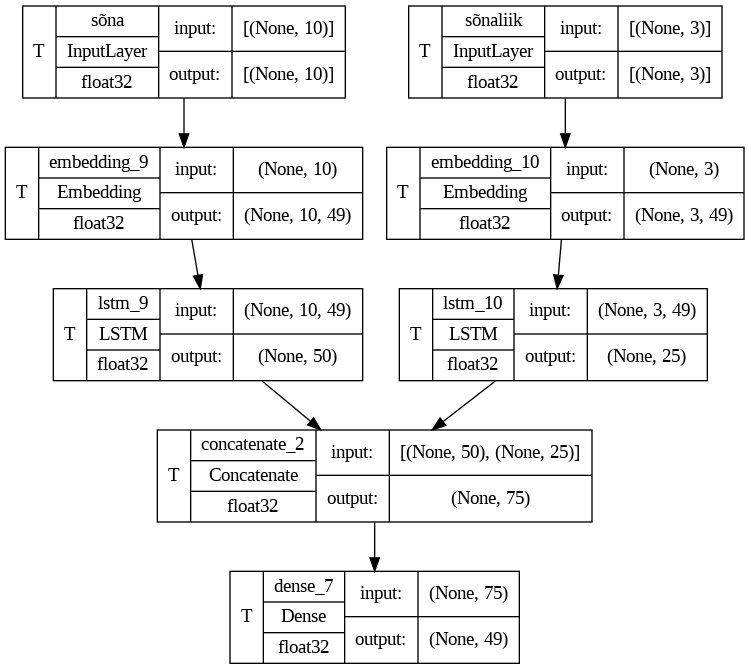 sõna
T InputLayer float32
input: [(None, 10)]
output: [(None, 10)]
sõnaliik
T InputLayer float32
input: [(None, 3)]
output: [(None, 3)]
embedding_9
T Embedding float32
input: (None, 10)
output: (None, 10, 49)
embedding_10
T Embedding float32
input: (None, 3)
output: (None, 3, 49)
lstm_9
T LSTM float32
input: (None, 10, 49)
output: (None, 50)
lstm_10
T LSTM float32
input: (None, 3, 49)
output: (None, 25)
concatenate_2
T Concatenate float32
input: [(None, 50), (None, 25)]
output: (None, 75)
dense_7
T Dense float32
input: (None, 75)
output: (None, 49)